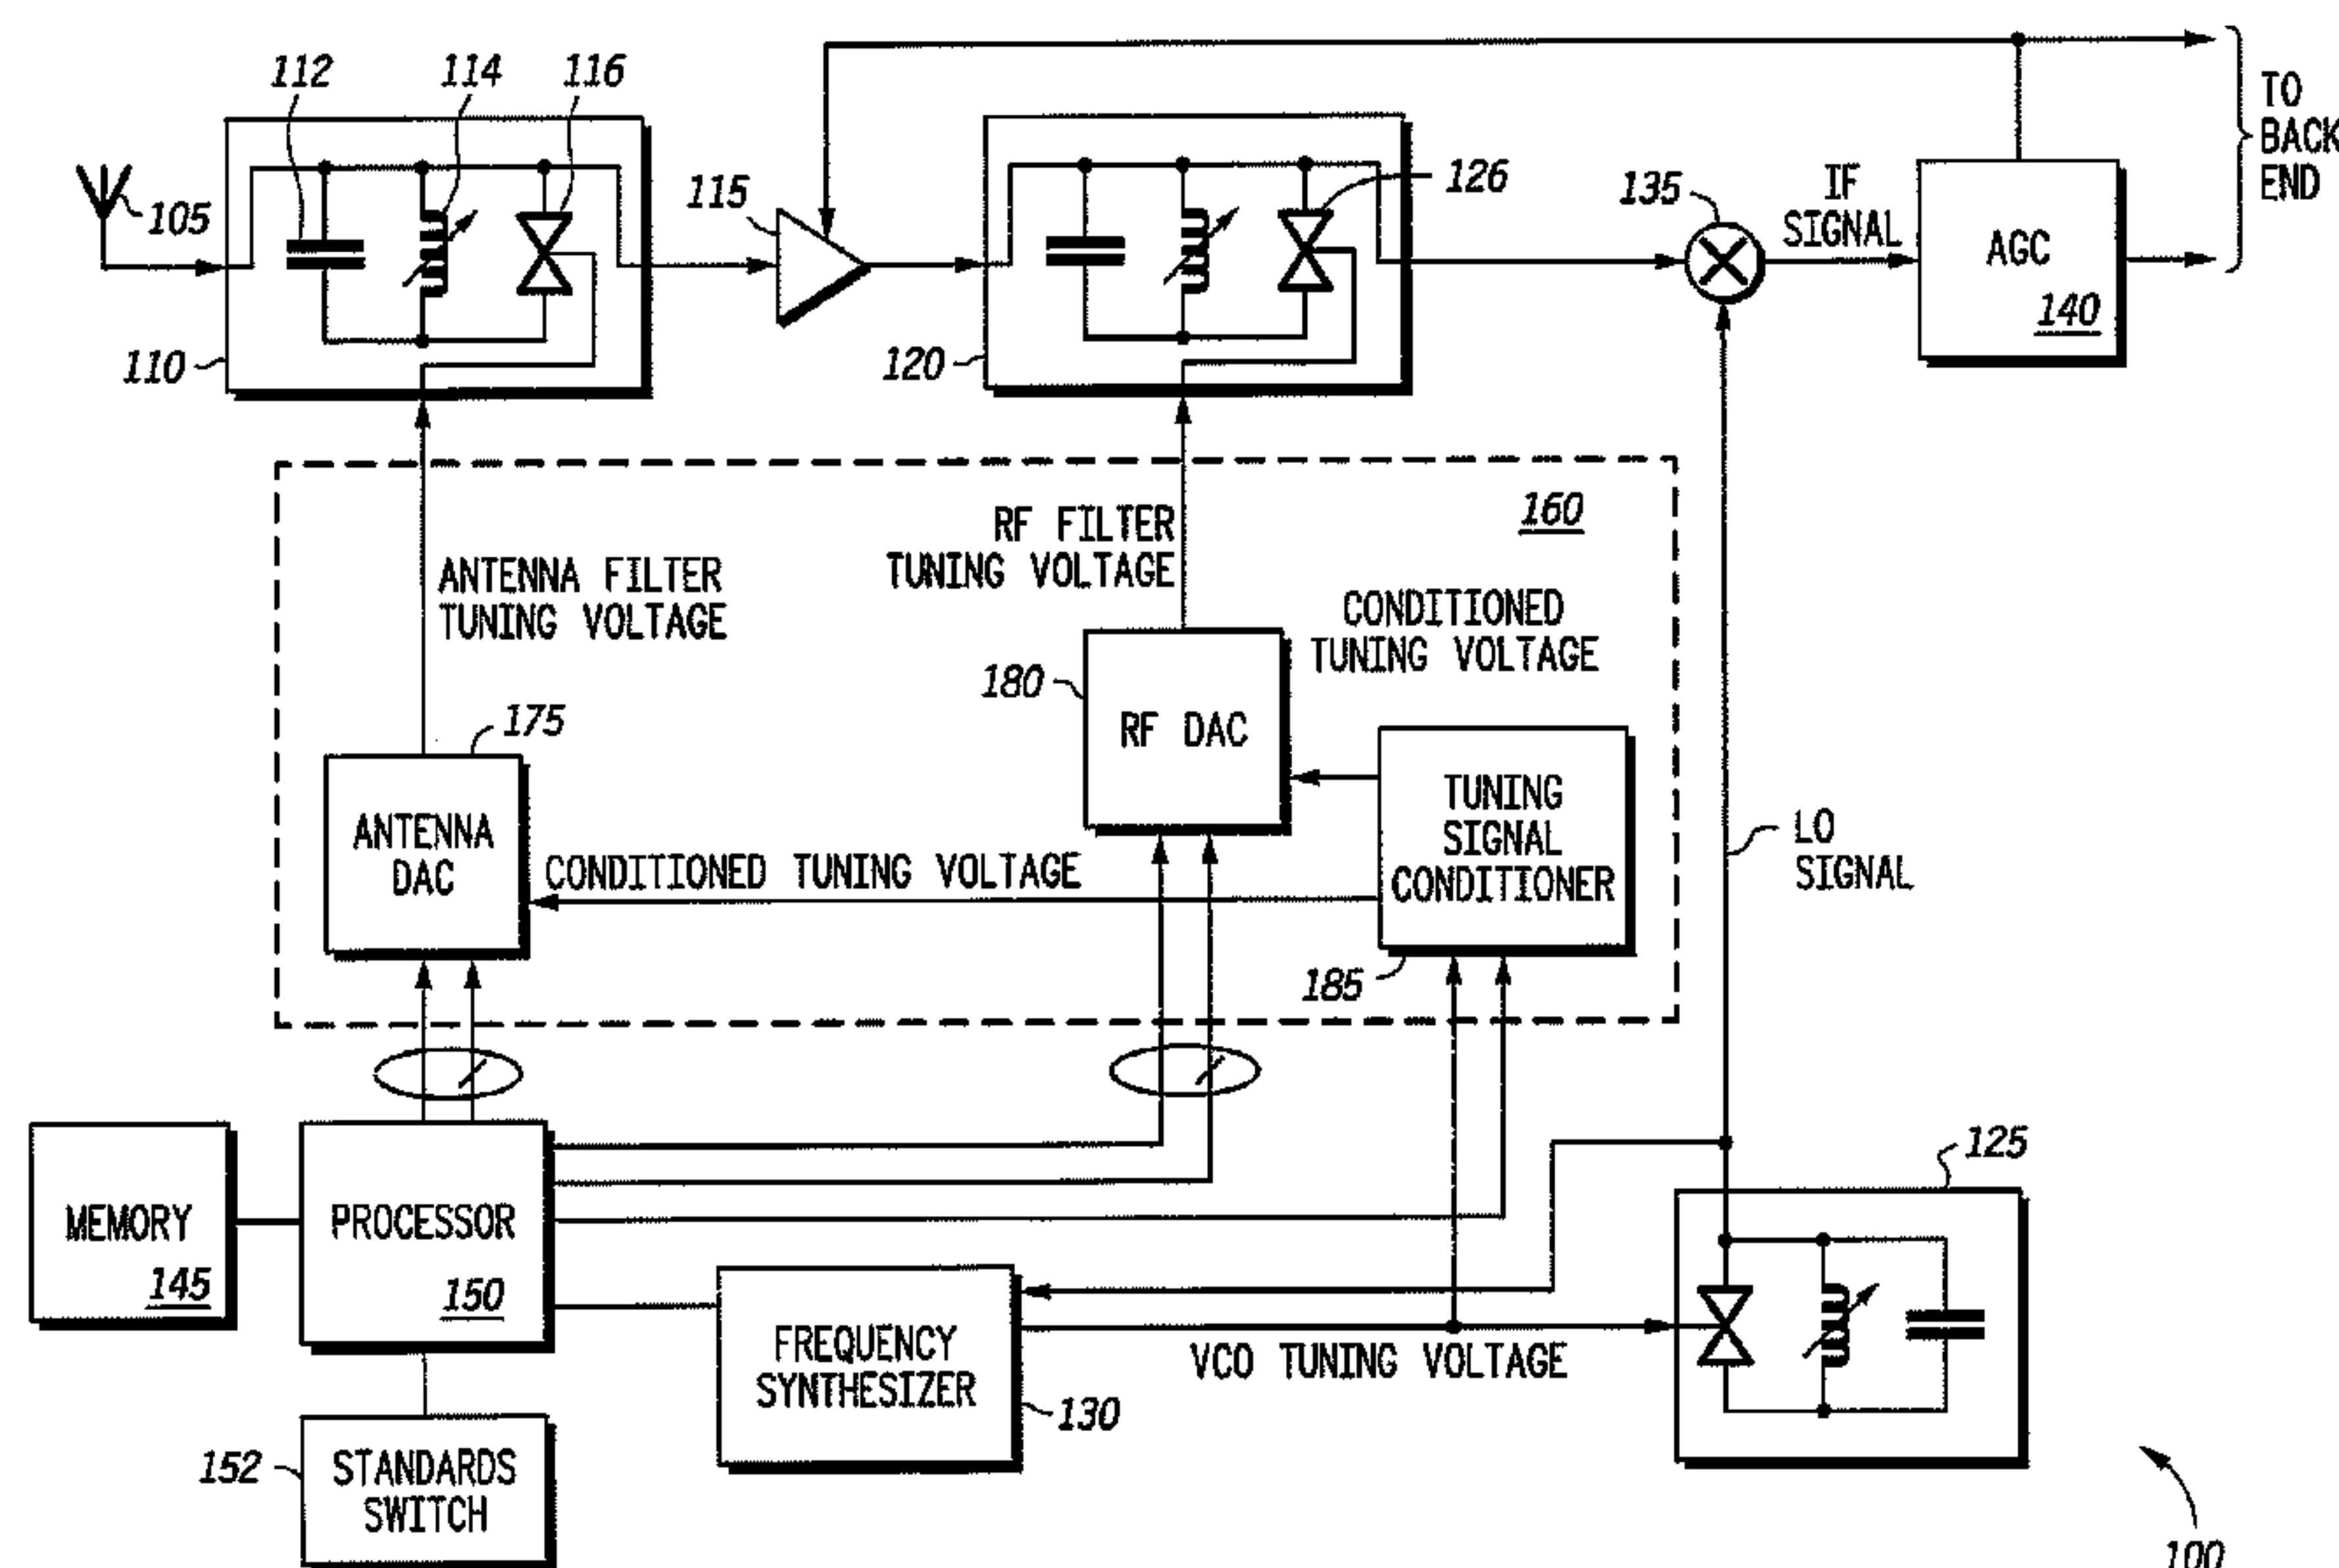 112
114
116
105
110
115
120
126
135
IF
SIGNAL
AGC
140
TO
BACK
END
160
ANTENNA FILTER
TUNING VOLTAGE
RF FILTER
TUNING VOLTAGE
CONDITIONED
TUNING VOLTAGE
175
ANTENNA
DAC
180
RF DAC
TUNING
SIGNAL
CONDITIONER
185
CONDITIONED TUNING VOLTAGE
LO
SIGNAL
MEMORY
145
PROCESSOR
150
STANDARDS
SWITCH
152
FREQUENCY
SYNTHESIZER
130
VCO TUNING VOLTAGE
125
100